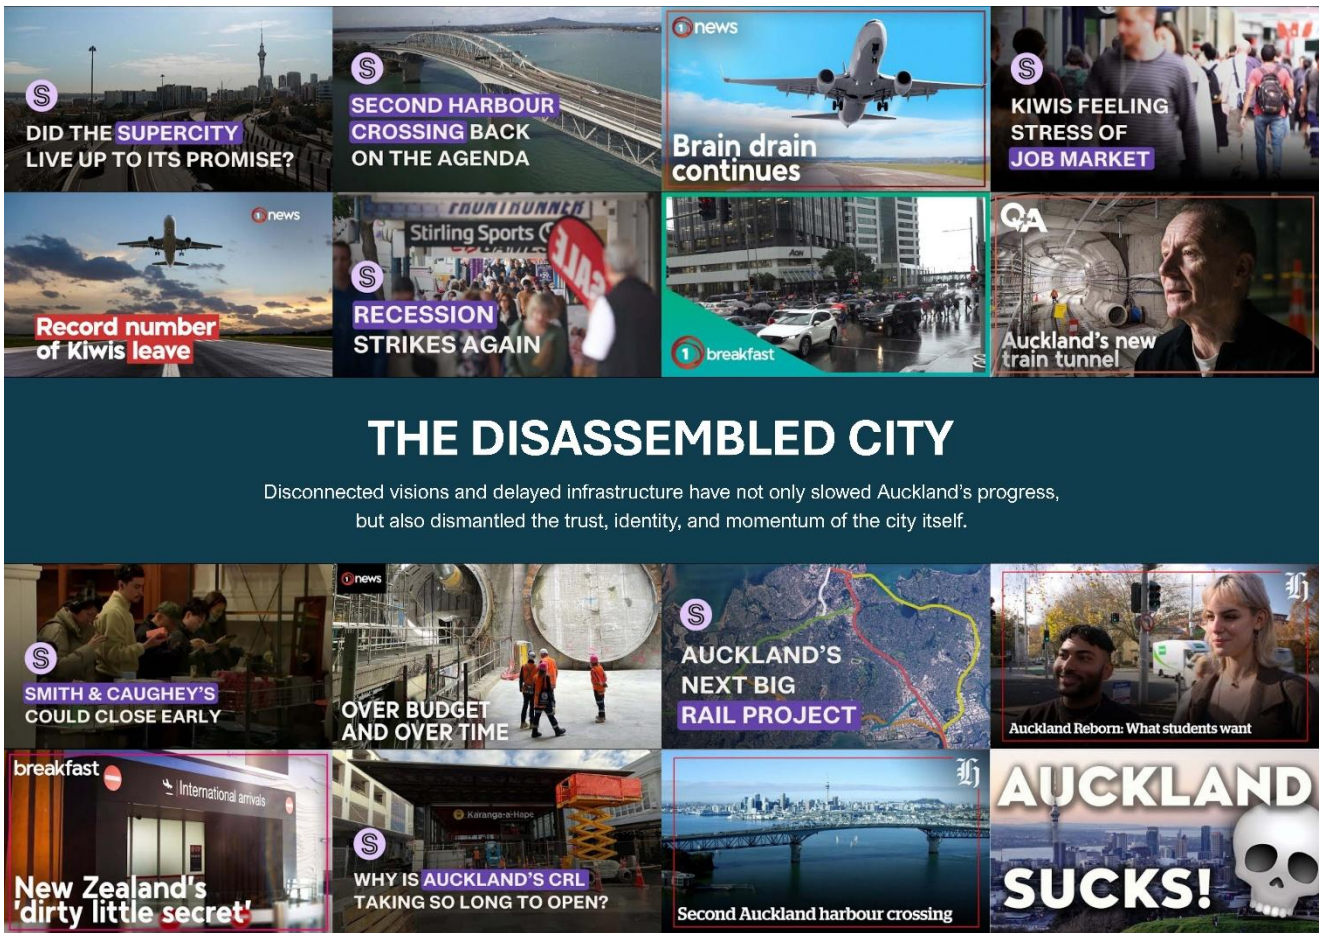 S
DID THE SUPERCITY
LIVE UP TO ITS PROMISE?
S
SECOND HARBOUR
CROSSING BACK
ON THE AGENDA
1 news
Brain drain
continues
S
KIWIS FEELING
STRESS OF
JOB MARKET
1 news
Record number
of Kiwis leave
FRONTRUNNER
Stirling Sports
SALE
S
RECESSION
STRIKES AGAIN
Aon
1 breakfast
Q+A
Auckland's new
train tunnel
THE DISASSEMBLED CITY
Disconnected visions and delayed infrastructure have not only slowed Auckland's progress,
but also dismantled the trust, identity, and momentum of the city itself.
S
SMITH & CAUGHEY'S
COULD CLOSE EARLY
1 news
OVER BUDGET
AND OVER TIME
S
AUCKLAND'S
NEXT BIG
RAIL PROJECT
H
Auckland Reborn: What students want
breakfast
International arrivals
New Zealand's
'dirty little secret'
Karanga-a-Hape
S
WHY IS AUCKLAND'S CRL
TAKING SO LONG TO OPEN?
H
Second Auckland harbour crossing
AUCKLAND
SUCKS!